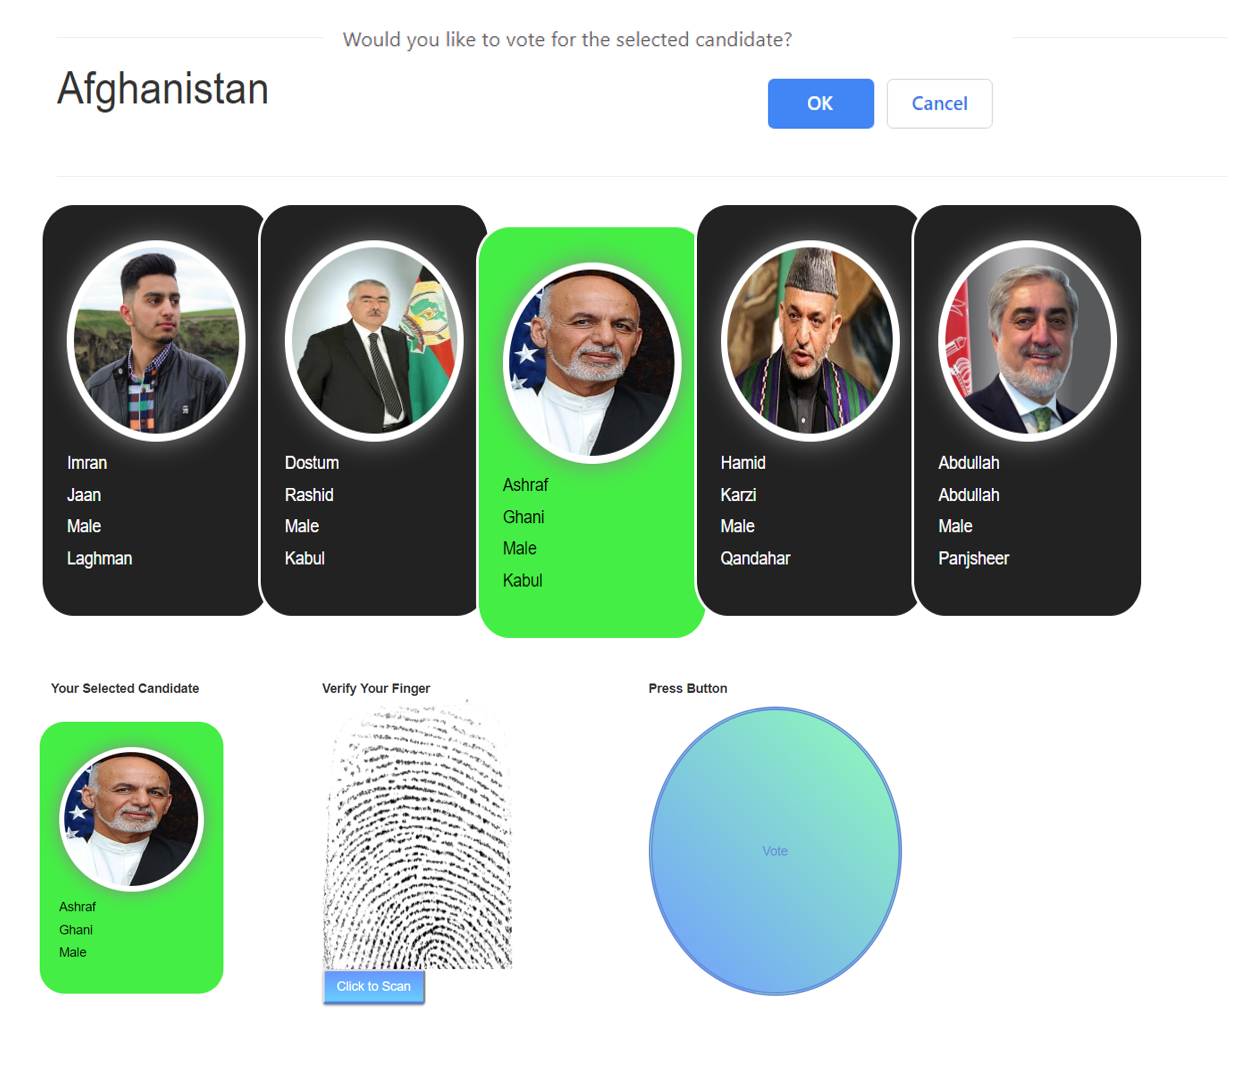 Would you like to vote for the selected candidate?
Afghanistan
OK
Cancel
Imran
Jaan
Male
Laghman
Dostum
Rashid
Male
Kabul
Ashraf
Ghani
Male
Kabul
Hamid
Karzi
Male
Qandahar
Abdullah
Abdullah
Male
Panjsheer
Your Selected Candidate
Ashraf
Ghani
Male
Verify Your Finger
Click to Scan
Press Button
Vote